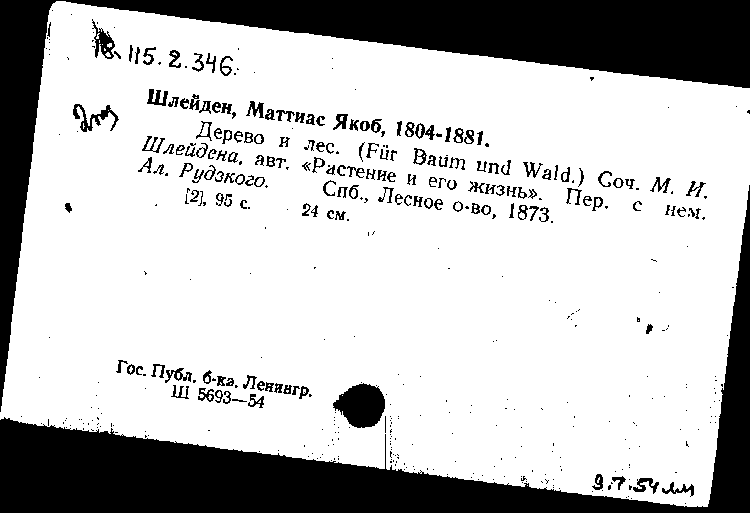 18.115.2.346.
Шлейден, Маттиас Якоб, 1804-1881.
Дерево и лес. (Für Baum und Wald.) Соч. М. И.
Шлейдена, авт. «Растение и его жизнь». Пер. с нем.
Ал. Рудзкого. Спб., Лесное о-во, 1873.
[2], 95 с. 24 см.
Гос. Публ. б-ка. Ленингр.
Ш 5693—54
9.7.54